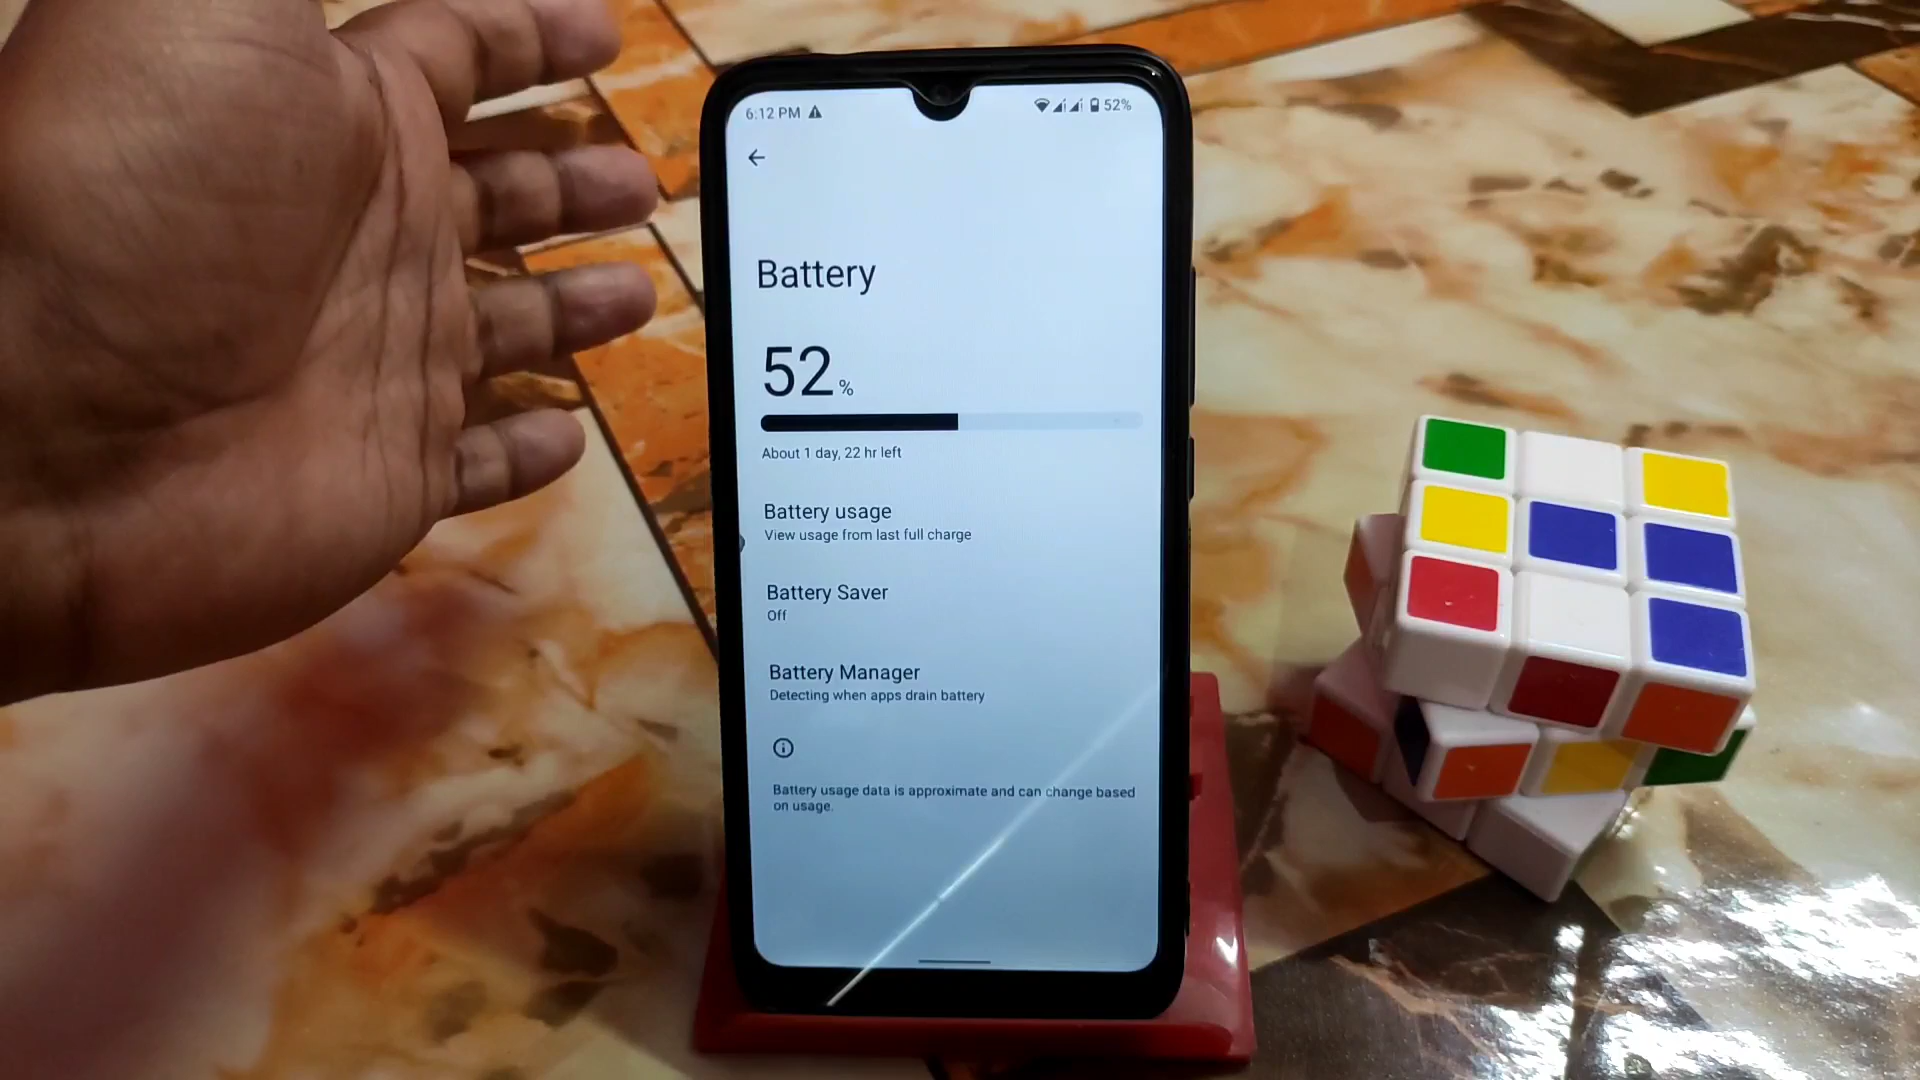 6:12 PM
52%
Battery
52 %
About 1 day, 22 hr left
Battery usage
View usage from last full charge
Battery Saver
Off
Battery Manager
Detecting when apps drain battery
Battery usage data is approximate and can change based
on usage.